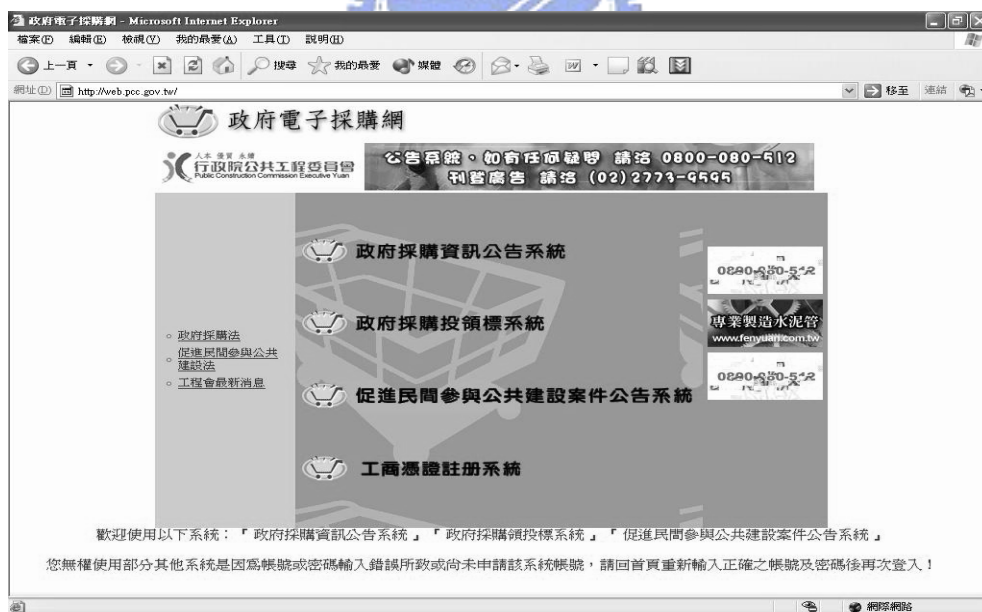 政府電子採購網 - Microsoft Internet Explorer
檔案(F) 編輯(E) 檢視(V) 我的最愛(A) 工具(T) 說明(H)
上一頁 搜尋 我的最愛 媒體
網址(D) http://web.pcc.gov.tw/ 移至 連結
政府電子採購網
人本 優質 永續
行政院公共工程委員會
Public Construction Commission Executive Yuan
公告系統。如有任何疑問 請洽 0800-080-512
刊登廣告 請洽 (02)2773-9595
政府採購資訊公告系統
政府採購投領標系統
促進民間參與公共建設案件公告系統
工商憑證註冊系統
政府採購法
促進民間參與公共
建設法
工程會最新消息
專業製造水泥管
www.fenyuan.com.tw
歡迎使用以下系統：「政府採購資訊公告系統」「政府採購領投標系統」「促進民間參與公共建設案件公告系統」
您無權使用部分其他系統是因為帳號或密碼輸入錯誤所致或尚未申請該系統帳號，請回首頁重新輸入正確之帳號及密碼後再次登入！
網際網路